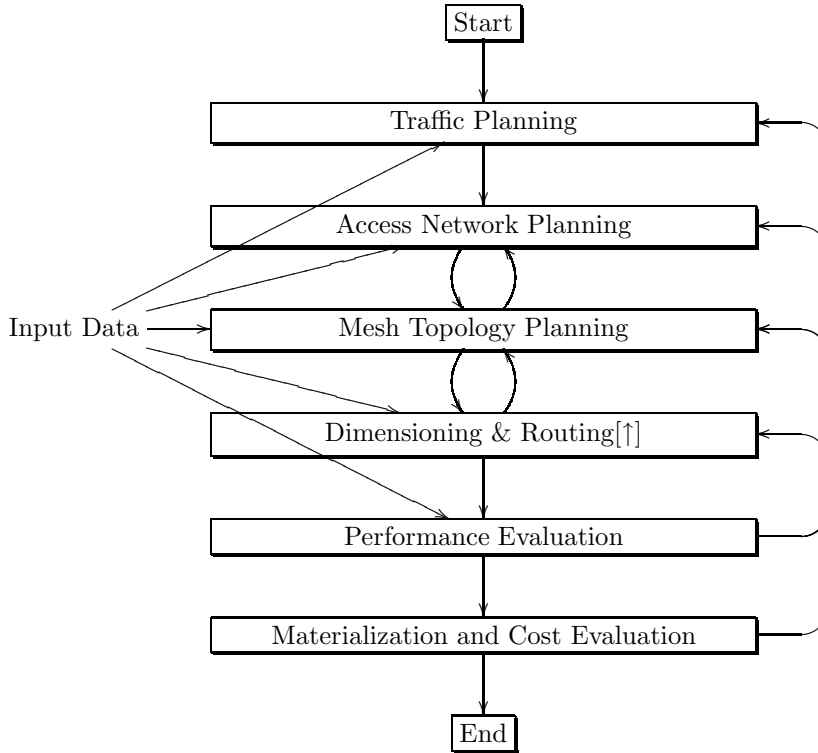 Start
Traffic Planning
Access Network Planning
Input Data
Mesh Topology Planning
Dimensioning & Routing[↑]
Performance Evaluation
Materialization and Cost Evaluation
End